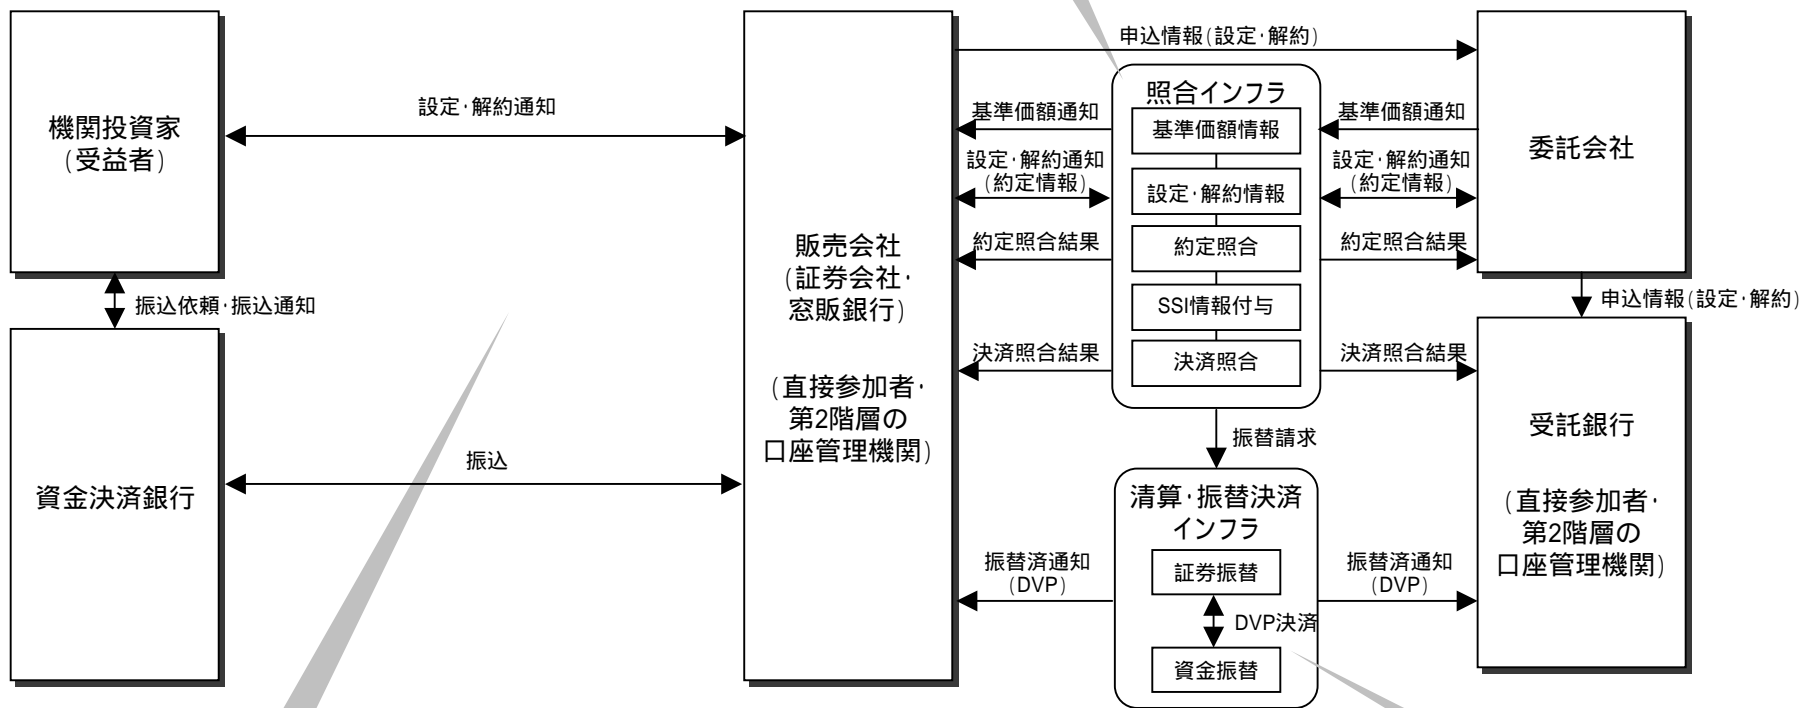 機関投資家
(受益者)
設定･解約通知
振込依頼･振込通知
資金決済銀行
振込
販売会社
(証券会社･
窓販銀行)
(直接参加者･
第2階層の
口座管理機関)
申込情報(設定･解約)
基準価額通知
設定･解約通知
(約定情報)
約定照合結果
決済照合結果
照合インフラ
基準価額情報
設定･解約情報
約定照合
SSI情報付与
決済照合
基準価額通知
設定･解約通知
(約定情報)
約定照合結果
決済照合結果
委託会社
申込情報(設定･解約)
振替請求
清算･振替決済
インフラ
証券振替
DVP決済
資金振替
振替済通知
(DVP)
振替済通知
(DVP)
受託銀行
(直接参加者･
第2階層の
口座管理機関)